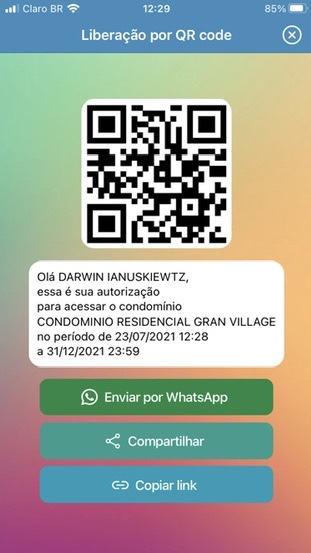 Claro BR
12:29
85%
Liberação por QR code
Olá DARWIN IANUSKIEWTZ,
essa é sua autorização
para acessar o condomínio
CONDOMINIO RESIDENCIAL GRAN VILLAGE
no período de 23/07/2021 12:28
a 31/12/2021 23:59
Enviar por WhatsApp
Compartilhar
Copiar link